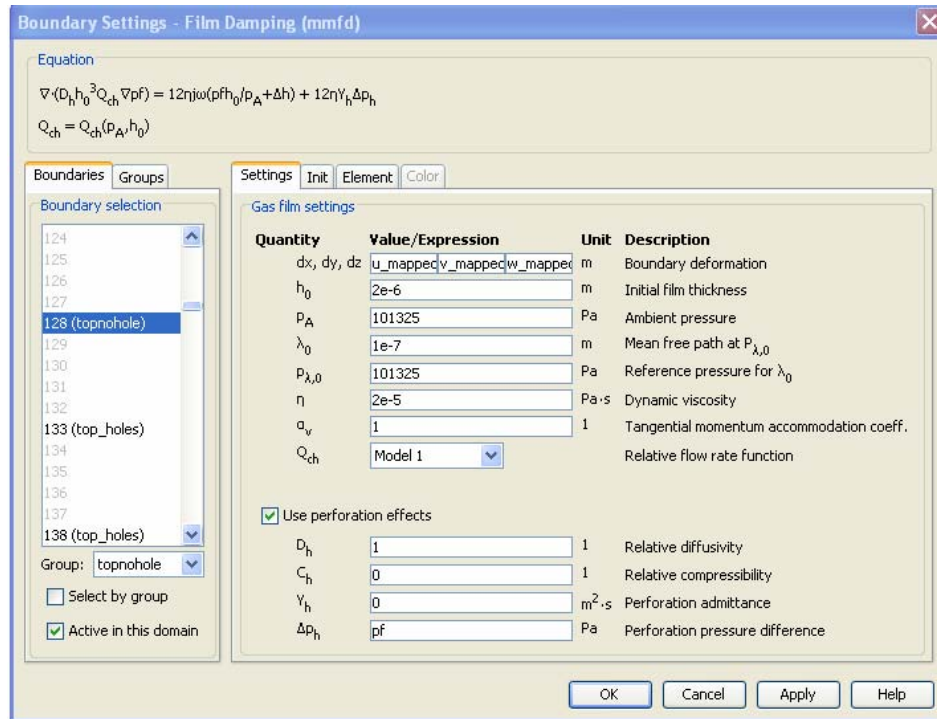 Boundary Settings - Film Damping (mmfd)
Equation
∇·(D_h h_0^3 Q_ch ∇pf) = 12ηjω(pfh_0/p_A+Δh) + 12ηY_hΔp_h
Q_ch = Q_ch(p_A,h_0)
Boundaries Groups
Settings Init Element Color
Boundary selection
124
125
126
127
128 (topnohole)
129
130
131
132
133 (top_holes)
134
135
136
137
138 (top_holes)
Group: topnohole
Select by group
Active in this domain
Gas film settings
Quantity Value/Expression Unit Description
dx, dy, dz u_mapped v_mapped w_mapped m Boundary deformation
h_0 2e-6 m Initial film thickness
p_A 101325 Pa Ambient pressure
λ_0 1e-7 m Mean free path at P_λ,0
p_λ,0 101325 Pa Reference pressure for λ_0
η 2e-5 Pa·s Dynamic viscosity
α_v 1 1 Tangential momentum accommodation coeff.
Q_ch Model 1 Relative flow rate function
Use perforation effects
D_h 1 1 Relative diffusivity
C_h 0 1 Relative compressibility
Y_h 0 m²·s Perforation admittance
Δp_h pf Pa Perforation pressure difference
OK Cancel Apply Help